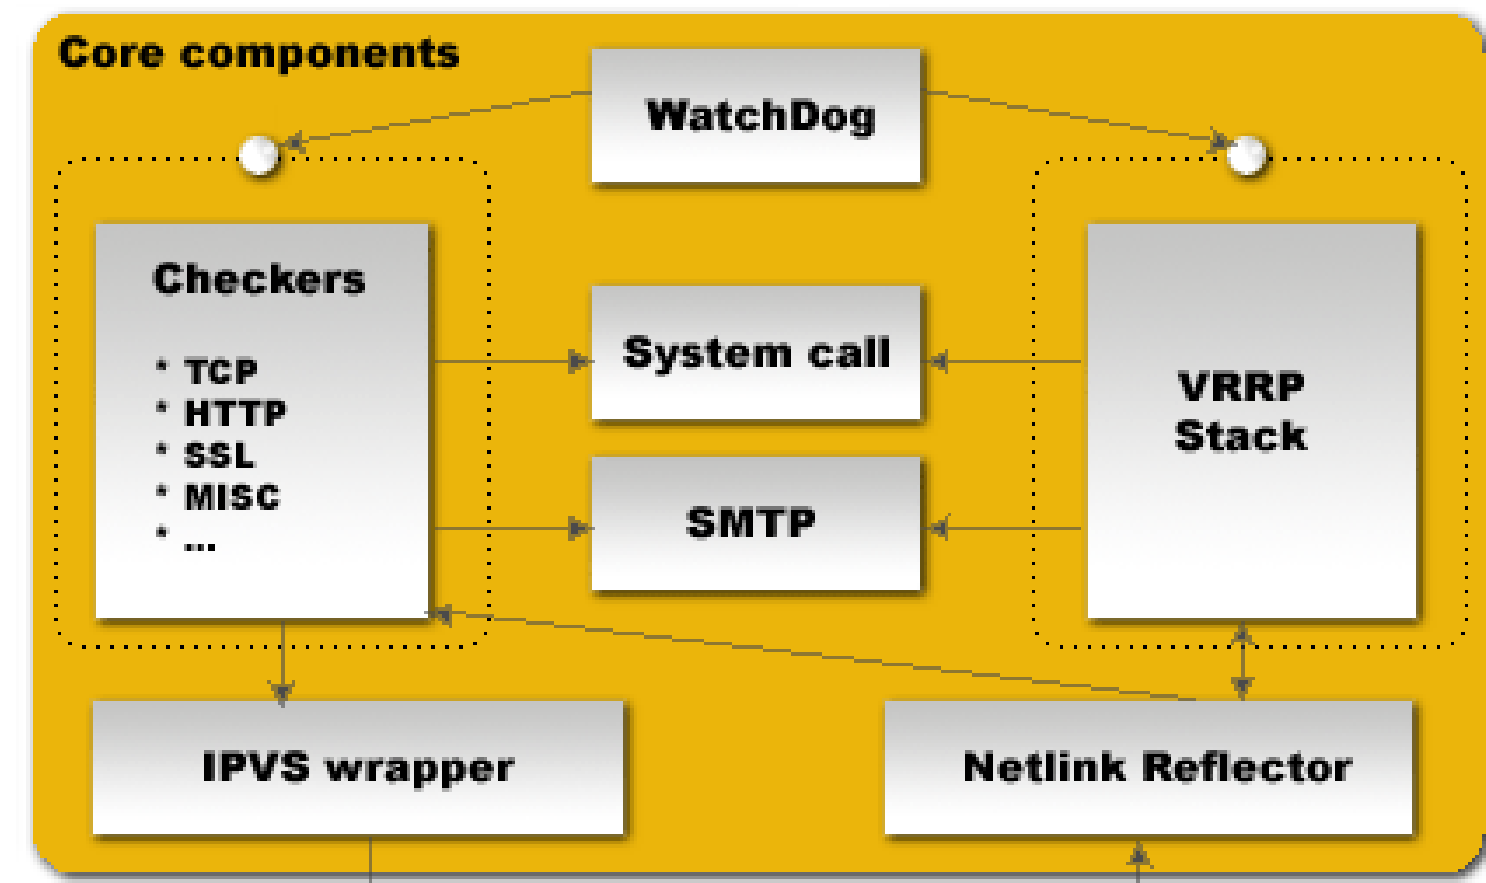 Core components
WatchDog
Checkers
* TCP
* HTTP
* SSL
* MISC
* ...
System call
SMTP
VRRP
Stack
IPVS wrapper
Netlink Reflector